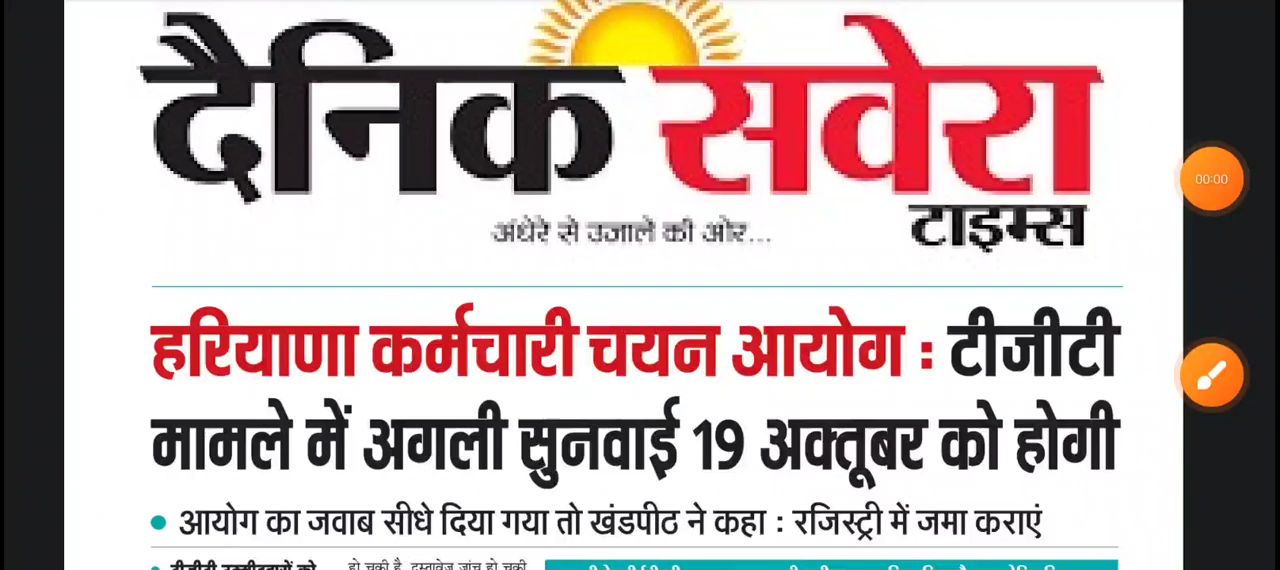 दैनिक सवेरा
टाइम्स
अंधेरे से उजाले की ओर...
00:00
हरियाणा कर्मचारी चयन आयोग : टीजीटी
मामले में अगली सुनवाई 19 अक्तूबर को होगी
आयोग का जवाब सीधे दिया गया तो खंडपीठ ने कहा : रजिस्ट्री में जमा कराएं
हो चुकी है, दस्तावेज जांच हो चुकी